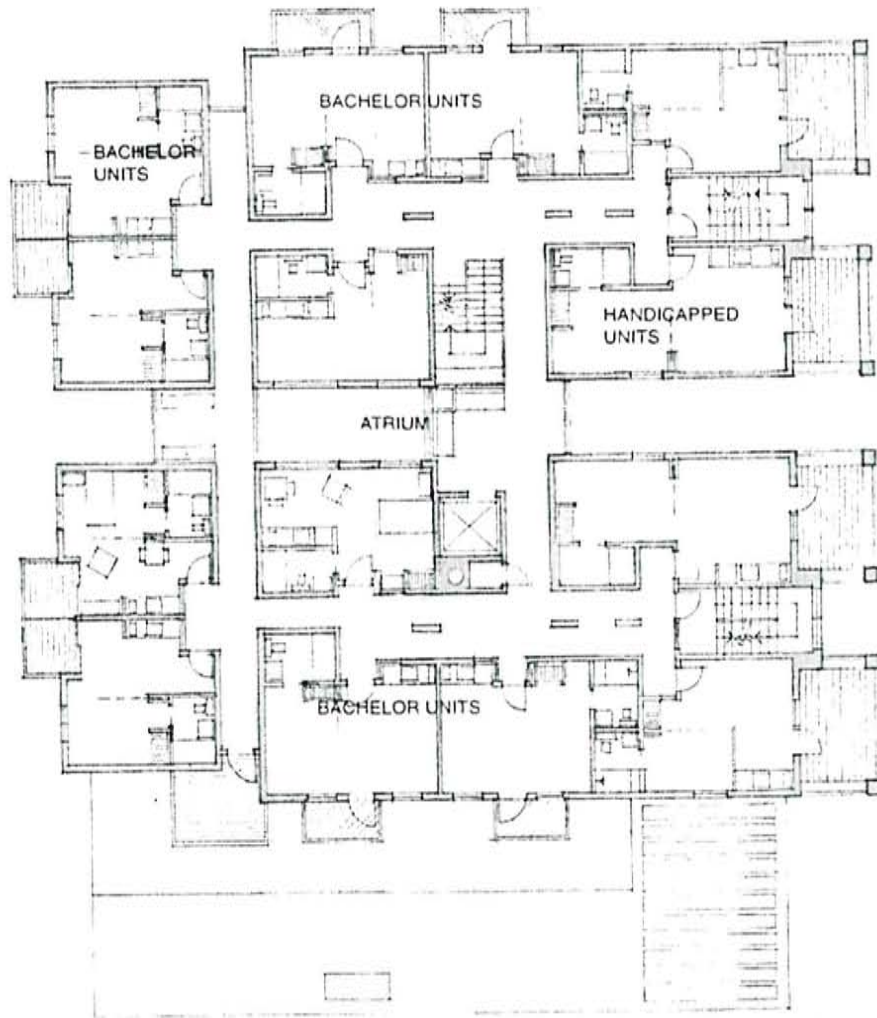 BACHELOR UNITS
BACHELOR
UNITS
HANDICAPPED
UNITS
ATRIUM
BACHELOR UNITS